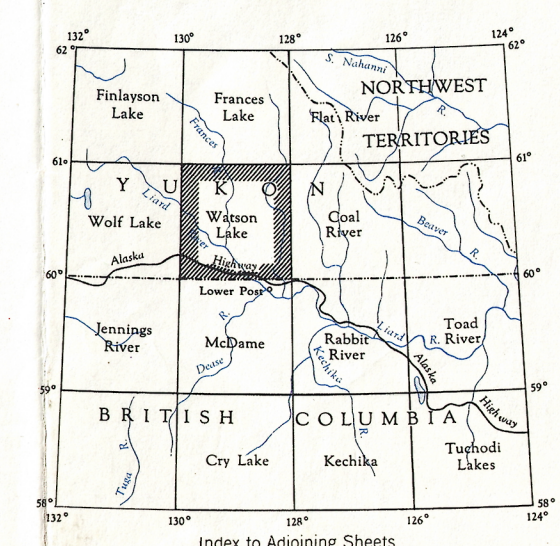 132° 130° 128° 126° 124°
62° 62°
S. Nahanni
NORTHWEST
Finlayson
Lake
Frances
Lake
Flat River
R.
TERRITORIES
Frances
R.
61° 61°
YUKON
Liard
Wolf Lake
Watson
Lake
Coal
River
Beaver
River
R.
Alaska
Highway
60° 60°
Lower Post
Jennings
River
R.
McDame
Dease
Rabbit
River
Kechika
Liard
R.
Toad
River
Alaska
59° 59°
BRITISH COLUMBIA
Highway
R.
R.
Cry Lake
Kechika
Tuchodi
Lakes
Tuga
58° 58°
132° 130° 128° 126° 124°
Index to Adjoining Sheets